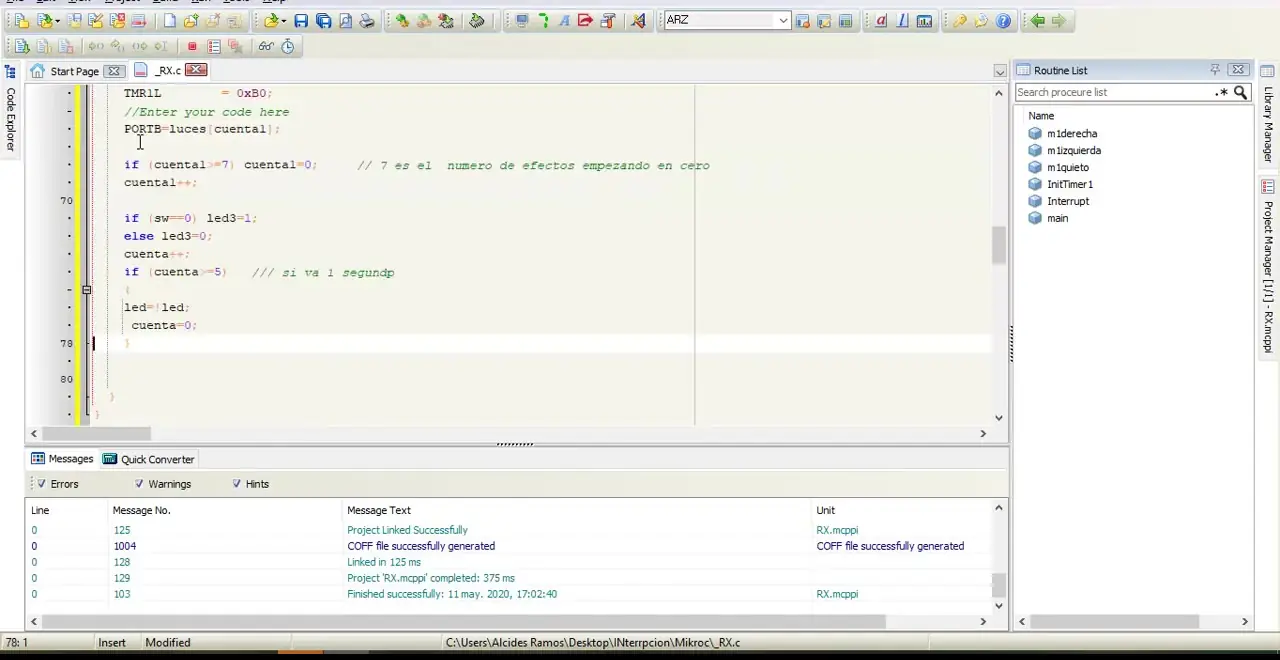 ARZ
Start Page
_RX.c
Code Explorer
TMR1L = 0xB0;
//Enter your code here
PORTB=luces[cuental];
if (cuental>=7) cuental=0; // 7 es el numero de efectos empezando en cero
cuental++;
70
if (sw==0) led3=1;
else led3=0;
cuenta++;
if (cuenta>=5) /// si va 1 segundp
{
led=!led;
cuenta=0;
78 }
80
}
}
Routine List
Search proceure list
Name
m1derecha
m1izquierda
m1quieto
InitTimer1
Interrupt
main
Library Manager
Project Manager [1/1] - RX.mcppi
Messages Quick Converter
Errors Warnings Hints
Line Message No. Message Text Unit
0 125 Project Linked Successfully RX.mcppi
0 1004 COFF file successfully generated COFF file successfully generated
0 128 Linked in 125 ms
0 129 Project 'RX.mcppi' completed: 375 ms
0 103 Finished successfully: 11 may. 2020, 17:02:40 RX.mcppi
78: 1 Insert Modified C:\Users\Alcides Ramos\Desktop\INterrpcion\Mikroc\_RX.c